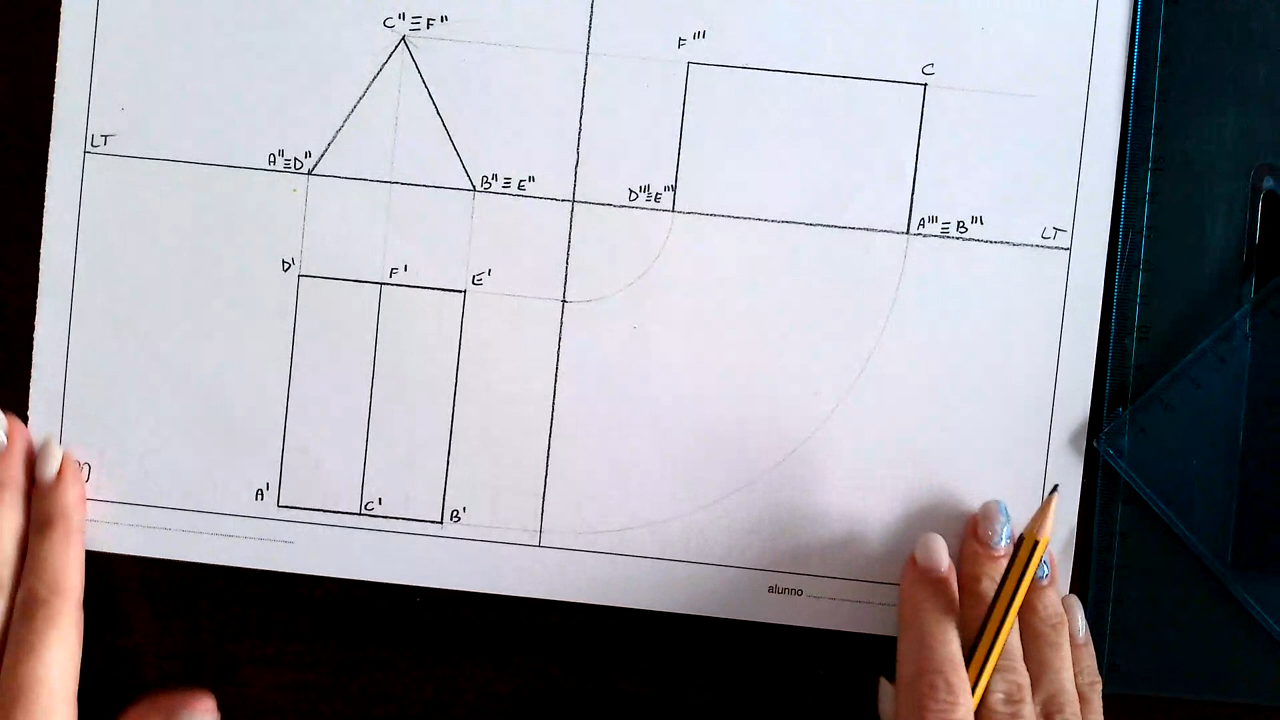 C'' ≡ F''
F'''
C
LT
A'' ≡ D''
B'' ≡ E''
D''' ≡ E'''
A''' ≡ B'''
LT
D'
F'
E'
A'
C'
B'
alunno